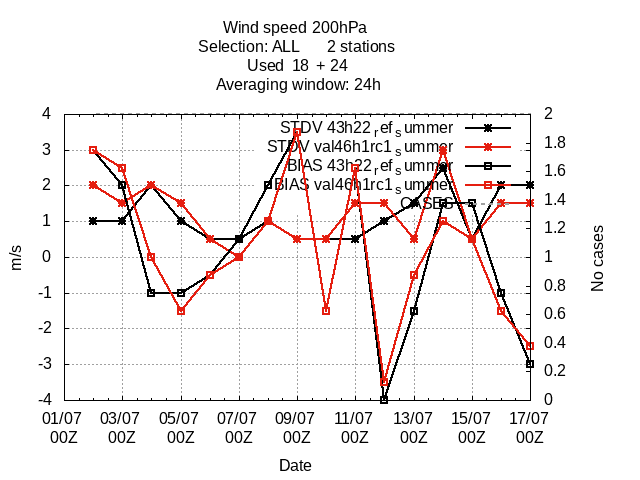 Wind speed 200hPa
Selection: ALL 2 stations
Used 18 + 24
Averaging window: 24h
STDV 43h22_ref_summer
STDV val46h1rc1_summer
BIAS 43h22_ref_summer
BIAS val46h1rc1_summer
CASES
4
3
2
1
0
-1
-2
-3
-4
m/s
2
1.8
1.6
1.4
1.2
1
0.8
0.6
0.4
0.2
0
No cases
01/07 03/07 05/07 07/07 09/07 11/07 13/07 15/07 17/07
00Z 00Z 00Z 00Z 00Z 00Z 00Z 00Z 00Z
Date